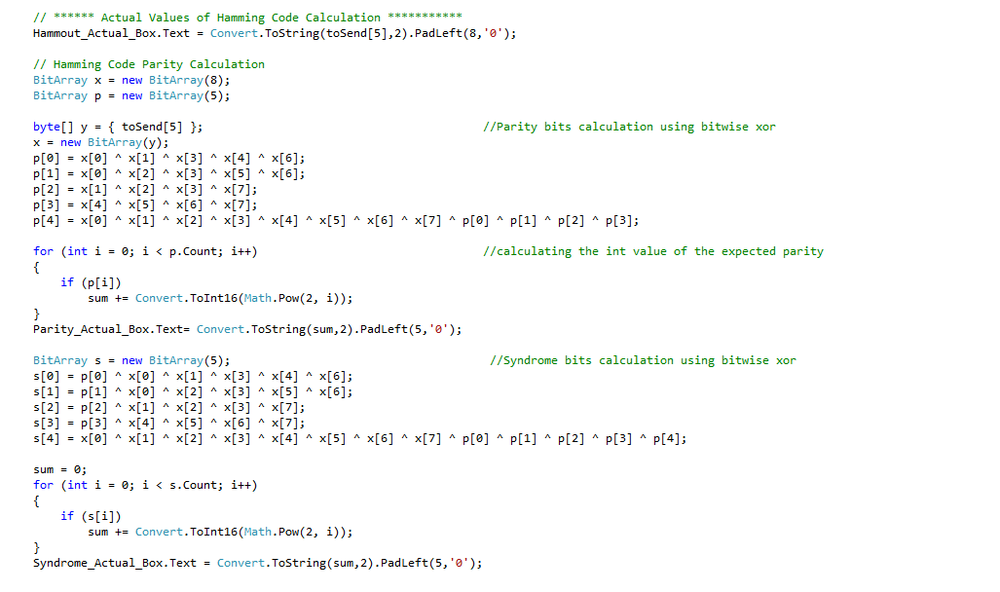 // ****** Actual Values of Hamming Code Calculation ***********
Hammout_Actual_Box.Text = Convert.ToString(toSend[5],2).PadLeft(8,'0');
// Hamming Code Parity Calculation
BitArray x = new BitArray(8);
BitArray p = new BitArray(5);
byte[] y = { toSend[5] }; //Parity bits calculation using bitwise xor
x = new BitArray(y);
p[0] = x[0] ^ x[1] ^ x[3] ^ x[4] ^ x[6];
p[1] = x[0] ^ x[2] ^ x[3] ^ x[5] ^ x[6];
p[2] = x[1] ^ x[2] ^ x[3] ^ x[7];
p[3] = x[4] ^ x[5] ^ x[6] ^ x[7];
p[4] = x[0] ^ x[1] ^ x[2] ^ x[3] ^ x[4] ^ x[5] ^ x[6] ^ x[7] ^ p[0] ^ p[1] ^ p[2] ^ p[3];
for (int i = 0; i < p.Count; i++) //calculating the int value of the expected parity
{
if (p[i])
sum += Convert.ToInt16(Math.Pow(2, i));
}
Parity_Actual_Box.Text= Convert.ToString(sum,2).PadLeft(5,'0');
BitArray s = new BitArray(5); //Syndrome bits calculation using bitwise xor
s[0] = p[0] ^ x[0] ^ x[1] ^ x[3] ^ x[4] ^ x[6];
s[1] = p[1] ^ x[0] ^ x[2] ^ x[3] ^ x[5] ^ x[6];
s[2] = p[2] ^ x[1] ^ x[2] ^ x[3] ^ x[7];
s[3] = p[3] ^ x[4] ^ x[5] ^ x[6] ^ x[7];
s[4] = x[0] ^ x[1] ^ x[2] ^ x[3] ^ x[4] ^ x[5] ^ x[6] ^ x[7] ^ p[0] ^ p[1] ^ p[2] ^ p[3] ^ p[4];
sum = 0;
for (int i = 0; i < s.Count; i++)
{
if (s[i])
sum += Convert.ToInt16(Math.Pow(2, i));
}
Syndrome_Actual_Box.Text = Convert.ToString(sum,2).PadLeft(5,'0');